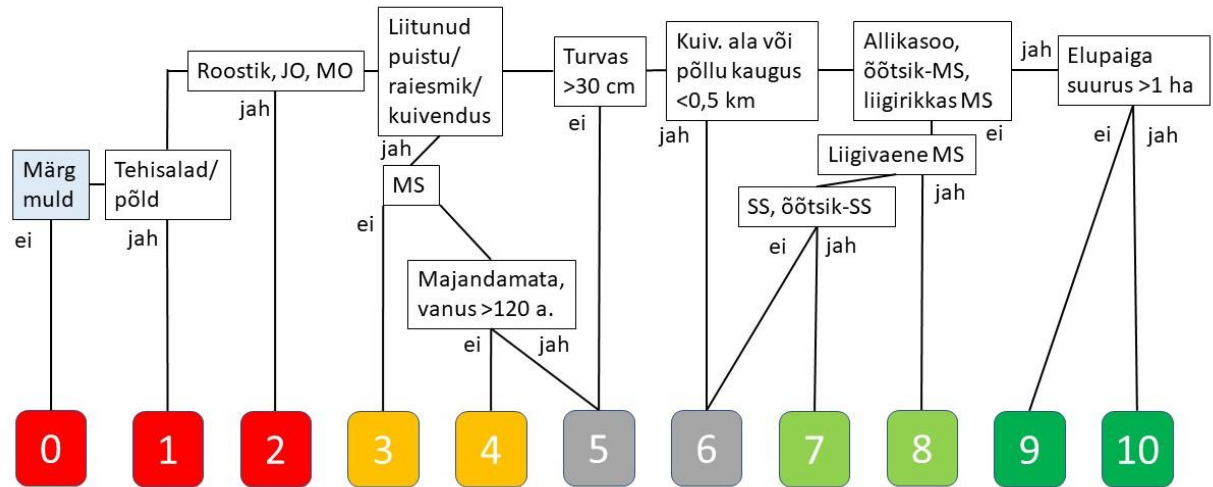 Märg
muld
ei
Tehisalad/
põld
jah
Roostik, JO, MO
jah
Liitunud
puistu/
raiesmik/
kuivendus
jah
MS
ei
Majandamata,
vanus >120 a.
ei
jah
Turvas
>30 cm
ei
Kuiv. ala või
põllu kaugus
<0,5 km
jah
Allikasoo,
õõtsik-MS,
liigirikkas MS
jah
ei
Liigivaene MS
jah
SS, õõtsik-SS
ei
jah
Elupaiga
suurus >1 ha
ei
jah
0
1
2
3
4
5
6
7
8
9
10